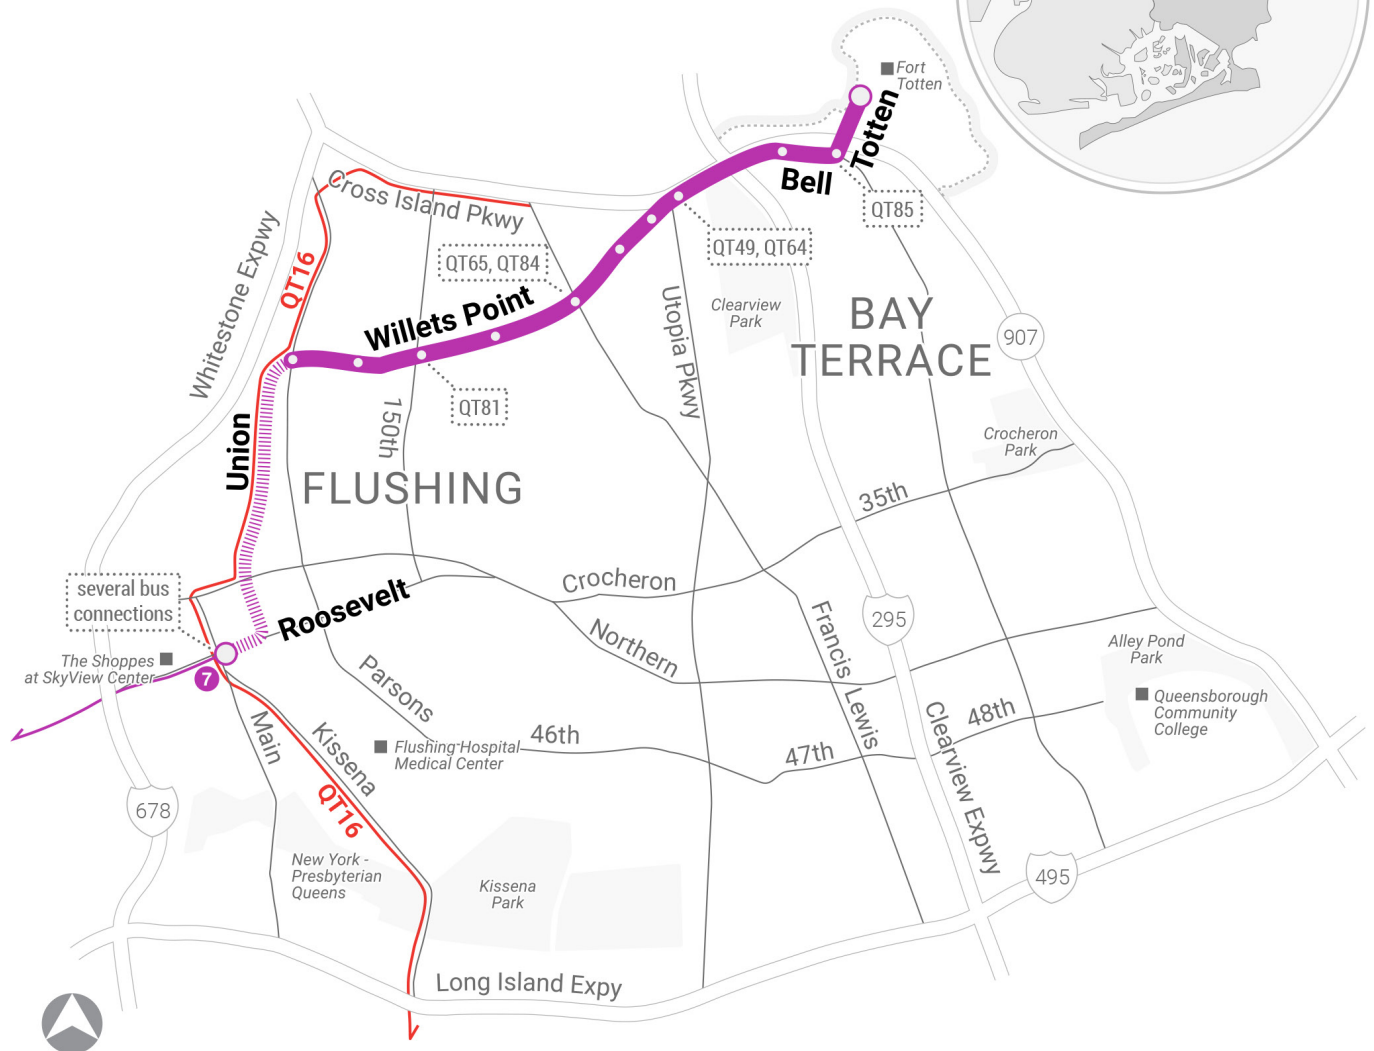 Fort
Totten
Totten
Bell
QT85
Cross Island Pkwy
QT49, QT64
QT65, QT84
QT16
Whitestone Expwy
Willets Point
Utopia Pkwy
Clearview
Park
BAY
TERRACE
907
QT81
150th
Union
FLUSHING
Crocheron
Park
35th
several bus
connections
Roosevelt
Crocheron
Northern
Francis Lewis
295
The Shoppes
at SkyView Center
7
Parsons
Alley Pond
Park
Queensborough
Community
College
Main
Kissena
Flushing-Hospital
Medical Center
46th
47th
48th
Clearview Expwy
678
QT16
New York -
Presbyterian
Queens
Kissena
Park
495
Long Island Expy